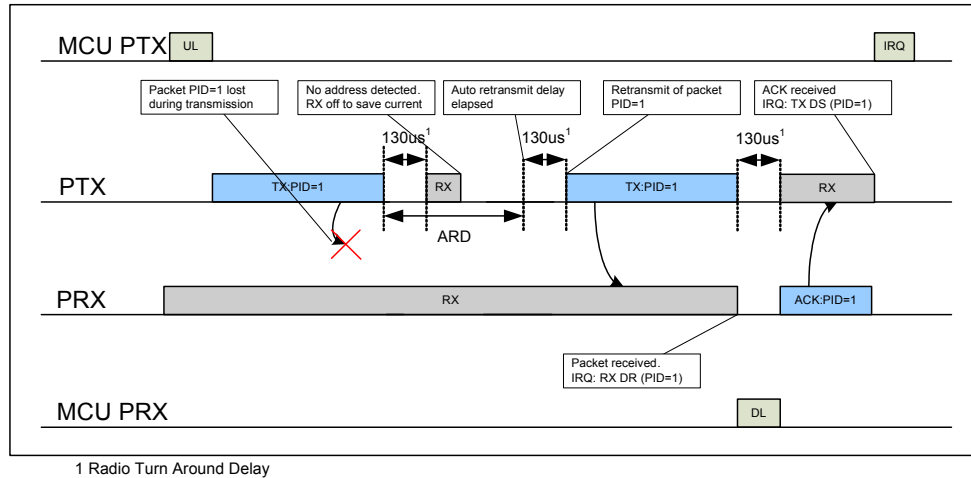 MCU PTX
UL
IRQ
Packet PID=1 lost
during transmission
No address detected.
RX off to save current
Auto retransmit delay
elapsed
Retransmit of packet
PID=1
ACK received
IRQ: TX DS (PID=1)
130us1
130us1
130us1
PTX
TX:PID=1
RX
TX:PID=1
RX
ARD
PRX
RX
ACK:PID=1
Packet received.
IRQ: RX DR (PID=1)
MCU PRX
DL
1 Radio Turn Around Delay